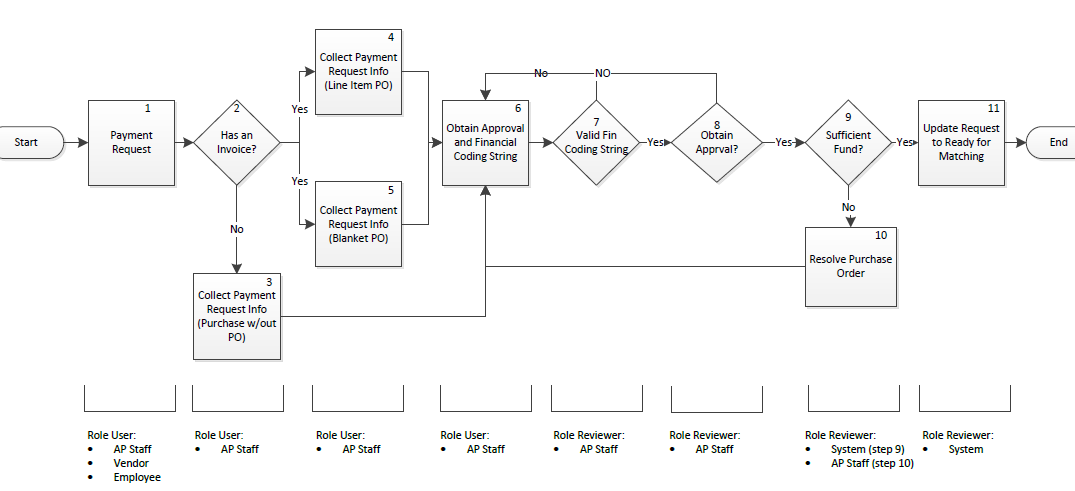 Start
1
Payment
Request
2
Has an
Invoice?
Yes
4
Collect Payment
Request Info
(Line Item PO)
Yes
5
Collect Payment
Request Info
(Blanket PO)
No
3
Collect Payment
Request Info
(Purchase w/out
PO)
6
Obtain Approval
and Financial
Coding String
No
NO
7
Valid Fin
Coding String
Yes
8
Obtain
Apprval?
Yes
9
Sufficient
Fund?
Yes
No
10
Resolve Purchase
Order
11
Update Request
to Ready for
Matching
End
Role User:
• AP Staff
• Vendor
• Employee
Role User:
• AP Staff
Role User:
• AP Staff
Role User:
• AP Staff
Role Reviewer:
• AP Staff
Role Reviewer:
• AP Staff
Role Reviewer:
• System (step 9)
• AP Staff (step 10)
Role Reviewer:
• System